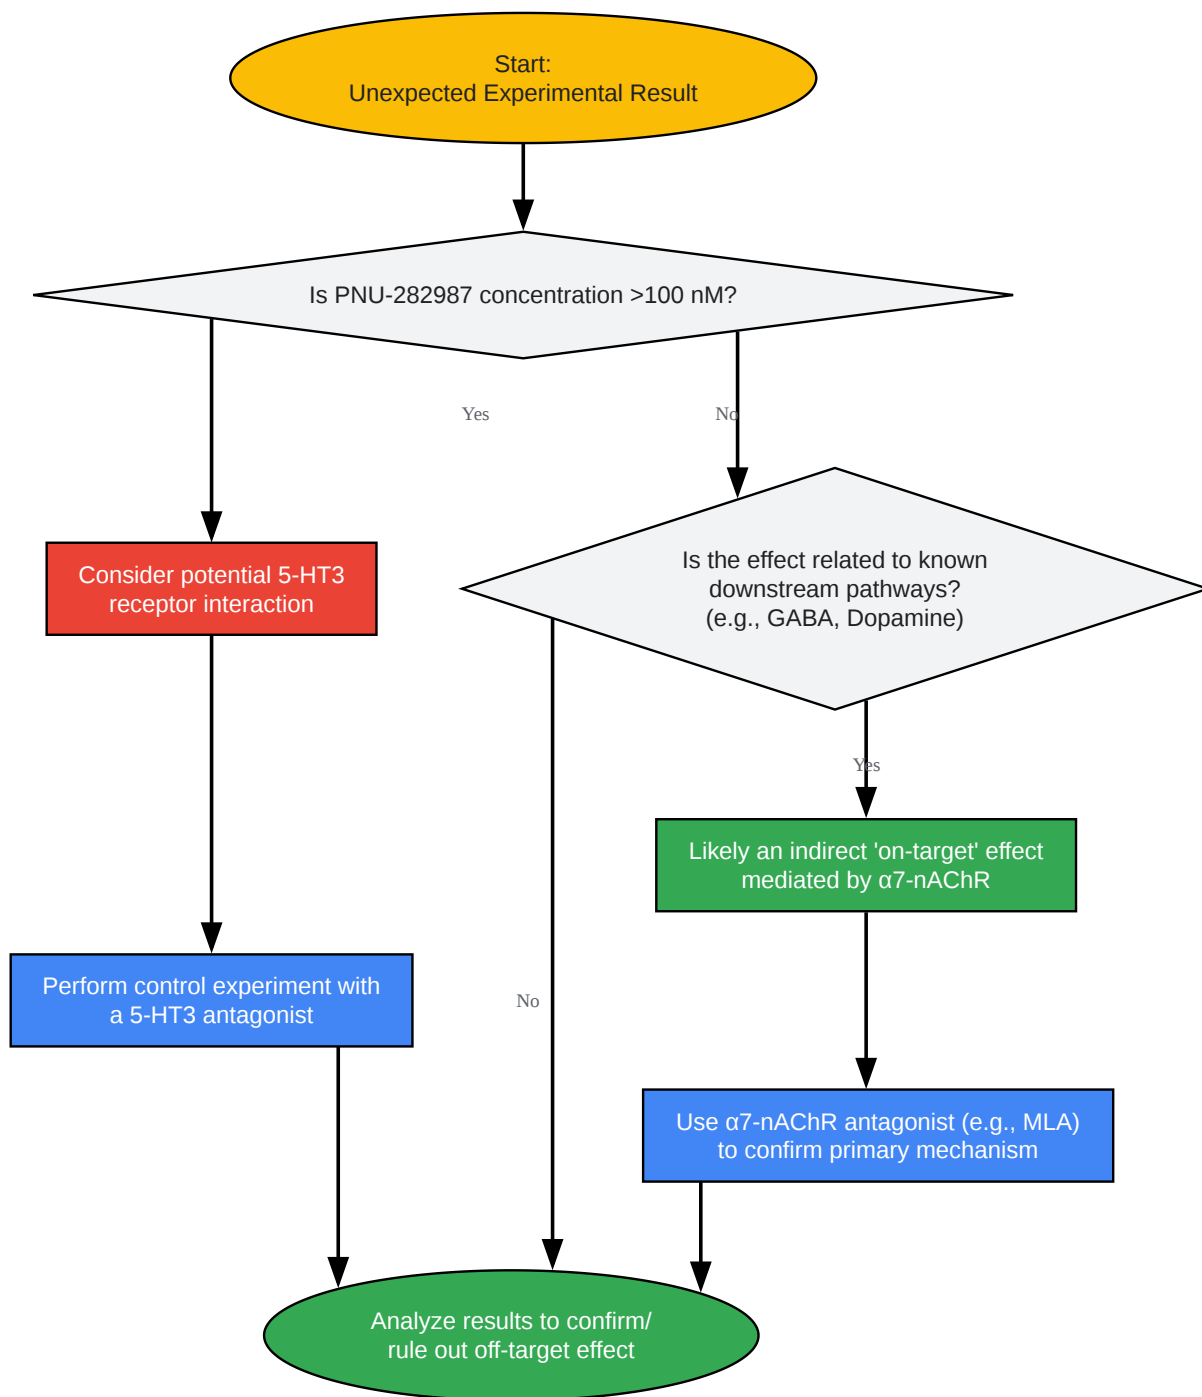 Start:
Unexpected Experimental Result
Is PNU-282987 concentration >100 nM?
Yes
No
Consider potential 5-HT3
receptor interaction
Is the effect related to known
downstream pathways?
(e.g., GABA, Dopamine)
Yes
Likely an indirect 'on-target' effect
mediated by α7-nAChR
Perform control experiment with
a 5-HT3 antagonist
No
Use α7-nAChR antagonist (e.g., MLA)
to confirm primary mechanism
Analyze results to confirm/
rule out off-target effect